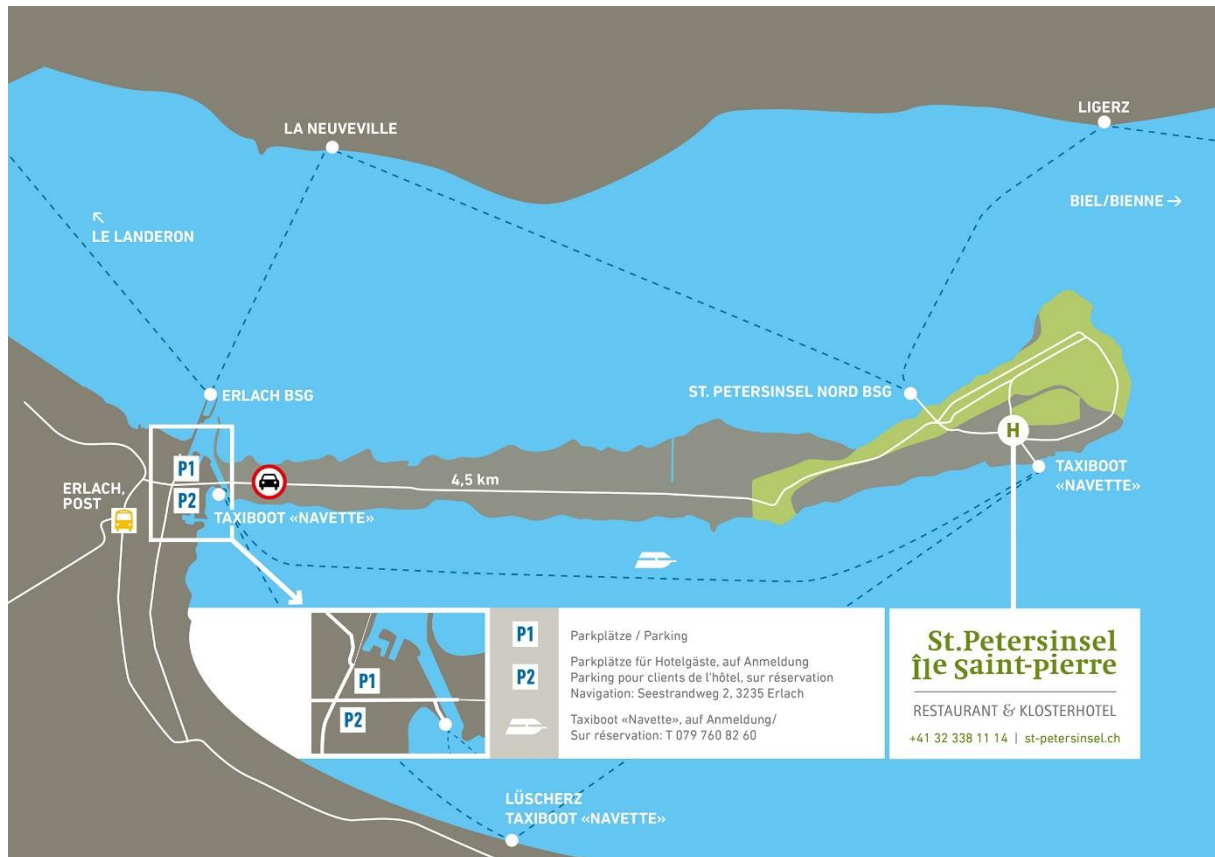 LA NEUVEVILLE
LIGERZ
BIEL/BIENNE →
↖
LE LANDERON
ERLACH BSG
ST. PETERSINSEL NORD BSG
H
P1
P2
4,5 km
ERLACH,
POST
TAXIBOOT «NAVETTE»
TAXIBOOT
«NAVETTE»
P1
P2
P1
Parkplätze / Parking
P2
Parkplätze für Hotelgäste, auf Anmeldung
Parking pour clients de l'hôtel, sur réservation
Navigation: Seestrandweg 2, 3235 Erlach
Taxiboot «Navette», auf Anmeldung/
Sur réservation: T 079 760 82 60
St.Petersinsel
Île saint-pierre
RESTAURANT & KLOSTERHOTEL
+41 32 338 11 14 | st-petersinsel.ch
LÜSCHERZ
TAXIBOOT «NAVETTE»